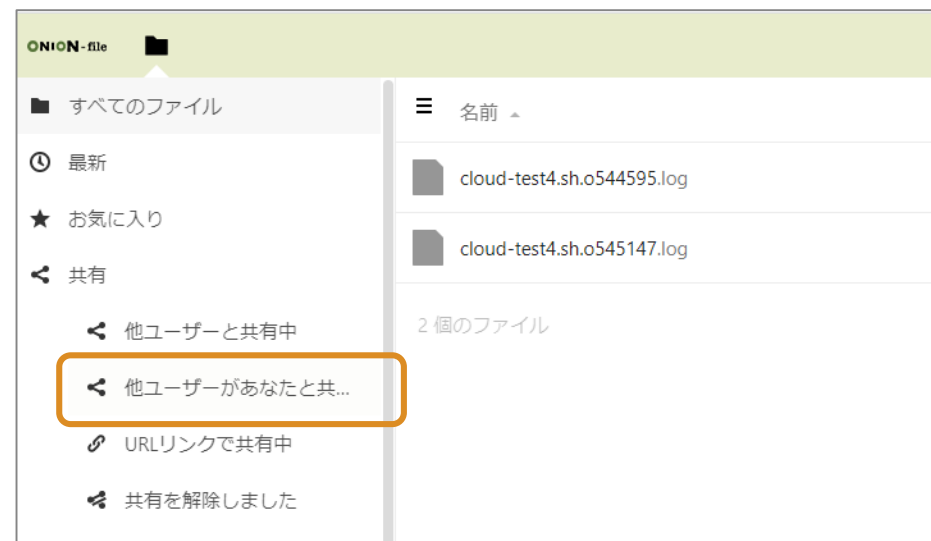 ONION-file
すべてのファイル
最新
お気に入り
共有
他ユーザーと共有中
他ユーザーがあなたと共...
URLリンクで共有中
共有を解除しました
名前
cloud-test4.sh.o544595.log
cloud-test4.sh.o545147.log
2 個のファイル